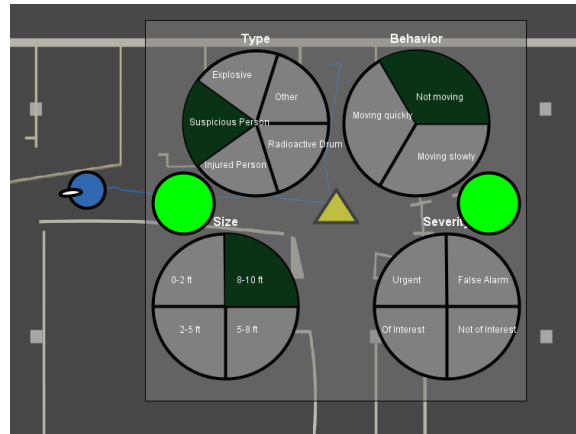 Type
Behavior
Explosive
Other
Not moving
Suspicious Person
Moving quickly
Injured Person
Radioactive Drum
Moving slowly
Size
Severity
0-2 ft
8-10 ft
Urgent
False Alarm
2-5 ft
5-8 ft
Of Interest
Not of Interest